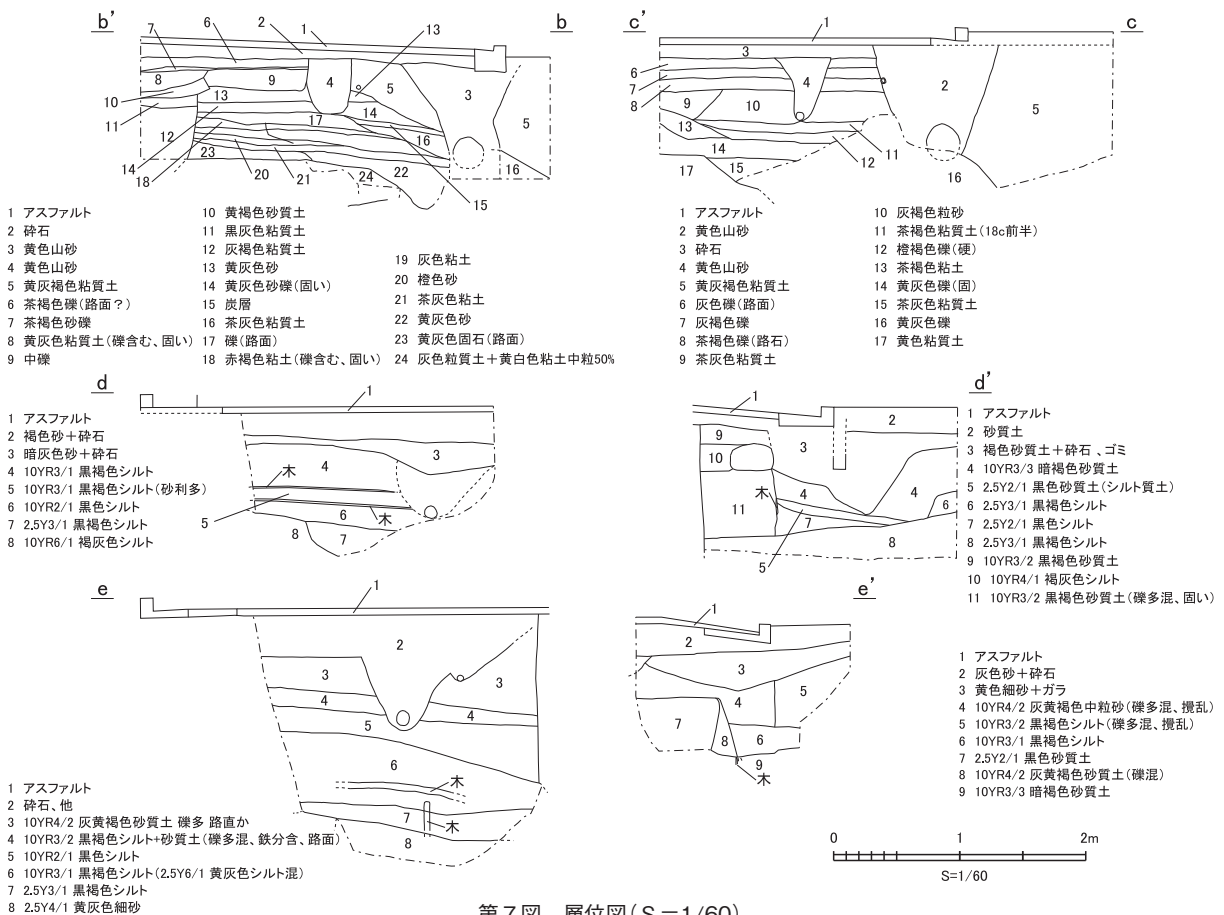 b'
b
c'
c
1 アスファルト
2 砕石
3 黄色山砂
4 黄色山砂
5 黄灰褐色粘質土
6 茶褐色礫(路面?)
7 茶褐色砂礫
8 黄灰色粘質土(礫含む、固い)
9 中礫
10 黄褐色砂質土
11 黒灰色粘質土
12 灰褐色粘質土
13 黄灰色砂
14 黄灰色砂礫(固い)
15 炭層
16 茶灰色粘質土
17 礫(路面)
18 赤褐色粘土(礫含む、固い)
19 灰色粘土
20 橙色砂
21 茶灰色粘土
22 黄灰色砂
23 黄灰色固石(路面)
24 灰色粒質土+黄白色粘土中粒50%
1 アスファルト
2 黄色山砂
3 砕石
4 黄色山砂
5 黄灰褐色粘質土
6 灰色礫(路面)
7 灰褐色礫
8 茶褐色礫(路石)
9 茶灰色粘質土
10 灰褐色粒砂
11 茶褐色粘質土(18c前半)
12 橙褐色礫(硬)
13 茶褐色粘土
14 黄灰色礫(固)
15 茶灰色粘質土
16 黄灰色礫
17 黄色粘質土
d
1 アスファルト
2 褐色砂+砕石
3 暗灰色砂+砕石
4 10YR3/1 黒褐色シルト
5 10YR3/1 黒褐色シルト(砂利多)
6 10YR2/1 黒色シルト
7 2.5Y3/1 黒褐色シルト
8 10YR6/1 褐灰色シルト
木
木
d'
木
1 アスファルト
2 砂質土
3 褐色砂質土+砕石 、ゴミ
4 10YR3/3 暗褐色砂質土
5 2.5Y2/1 黒色砂質土(シルト質土)
6 2.5Y3/1 黒褐色シルト
7 2.5Y2/1 黒色シルト
8 2.5Y3/1 黒褐色シルト
9 10YR3/2 黒褐色砂質土
10 10YR4/1 褐灰色シルト
11 10YR3/2 黒褐色砂質土(礫多混、固い)
e
木
木
1 アスファルト
2 砕石、他
3 10YR4/2 灰黄褐色砂質土 礫多 路直か
4 10YR3/2 黒褐色シルト+砂質土(礫多混、鉄分含、路面)
5 10YR2/1 黒色シルト
6 10YR3/1 黒褐色シルト(2.5Y6/1 黄灰色シルト混)
7 2.5Y3/1 黒褐色シルト
8 2.5Y4/1 黄灰色細砂
e'
木
1 アスファルト
2 灰色砂+砕石
3 黄色細砂+ガラ
4 10YR4/2 灰黄褐色中粒砂(礫多混、攪乱)
5 10YR3/2 黒褐色シルト(礫多混、攪乱)
6 10YR3/1 黒褐色シルト
7 2.5Y2/1 黒色砂質土
8 10YR4/2 灰黄褐色砂質土(礫混)
9 10YR3/3 暗褐色砂質土
0 1 2m
S=1/60
第7図 層位図(S=1/60)